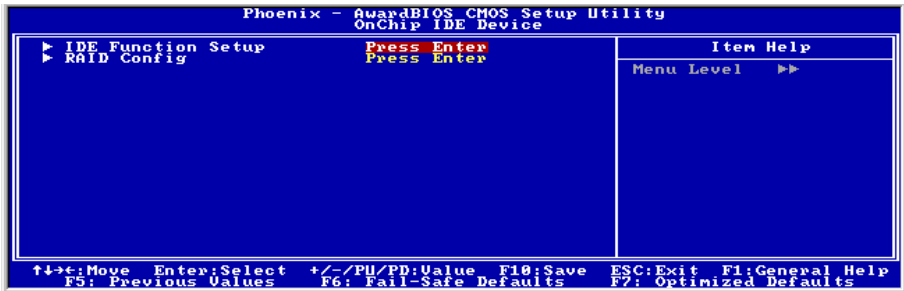 Phoenix - AwardBIOS CMOS Setup Utility
OnChip IDE Device
► IDE Function Setup Press Enter
► RAID Config Press Enter
Item Help
Menu Level ►►
↑↓→←:Move Enter:Select +/-/PU/PD:Value F10:Save ESC:Exit F1:General Help
F5: Previous Values F6: Fail-Safe Defaults F7: Optimized Defaults